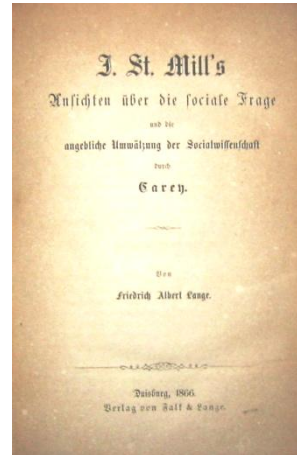 J. St. Mill's
Ansichten über die sociale Frage
und die
angebliche Umwälzung der Socialwissenschaft
durch
Carey.
Von
Friedrich Albert Lange.
Duisburg, 1866.
Verlag von Falk & Lange.